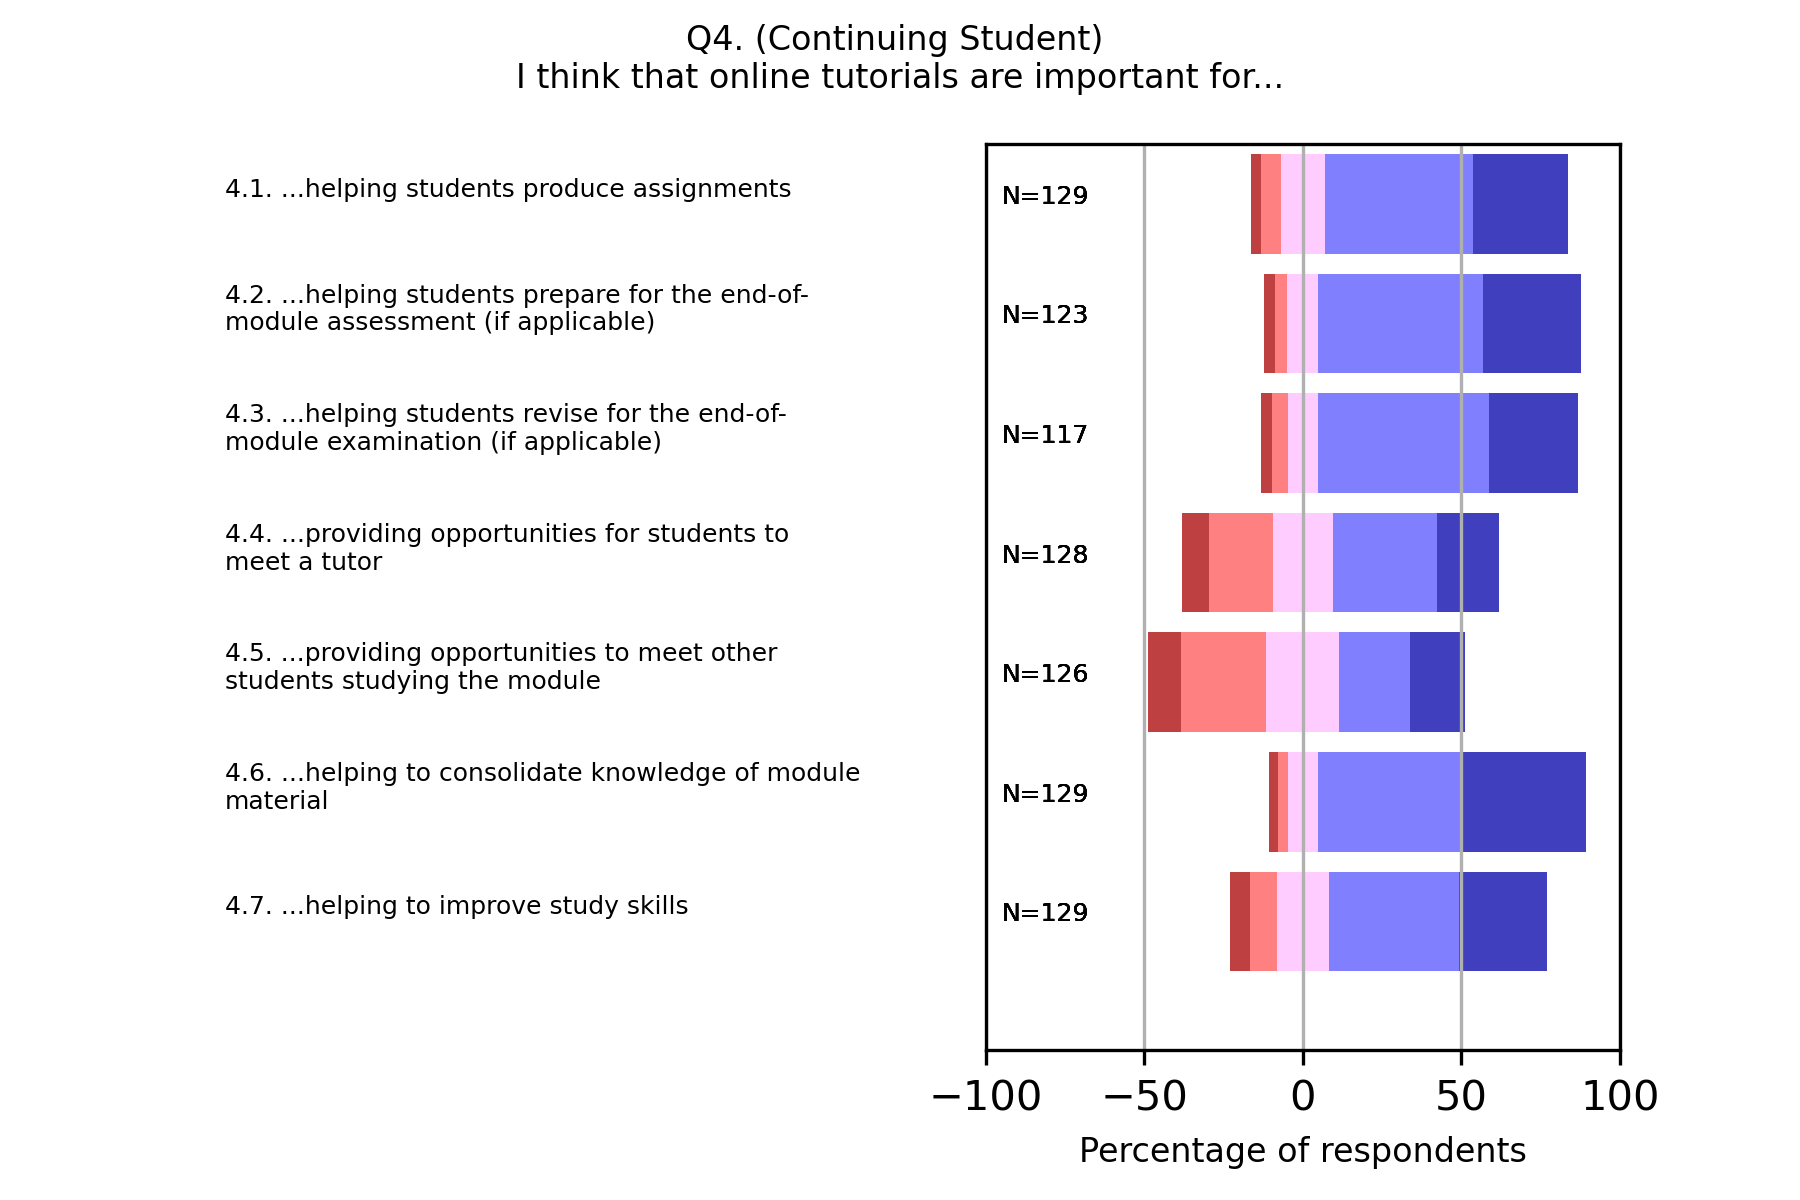 Q4. (Continuing Student)
I think that online tutorials are important for...
4.1. ...helping students produce assignments
N=129
4.2. ...helping students prepare for the end-of-
module assessment (if applicable)
N=123
4.3. ...helping students revise for the end-of-
module examination (if applicable)
N=117
4.4. ...providing opportunities for students to
meet a tutor
N=128
4.5. ...providing opportunities to meet other
students studying the module
N=126
4.6. ...helping to consolidate knowledge of module
material
N=129
4.7. ...helping to improve study skills
N=129
−100 −50 0 50 100
Percentage of respondents